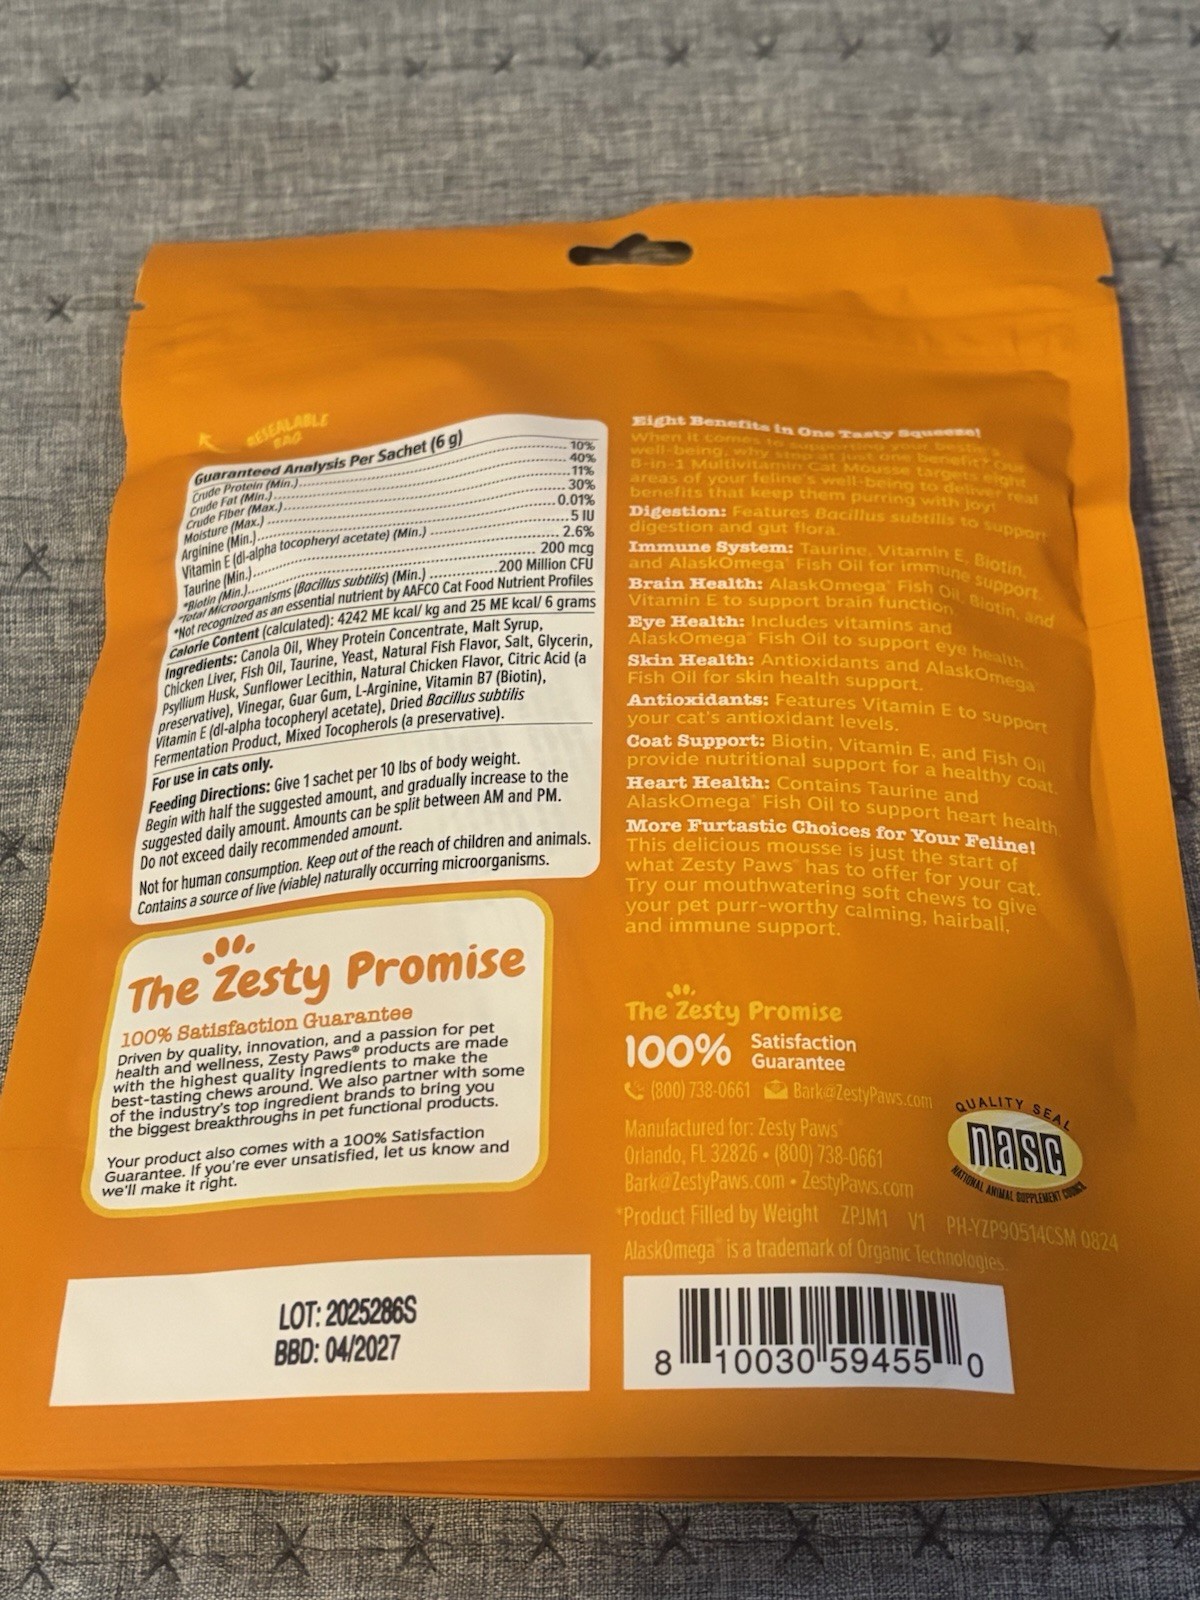 RESEALABLE
BAG
Guaranteed Analysis Per Sachet (6 g)
Crude Protein (Min.) 10%
Crude Fat (Min.) 40%
Crude Fiber (Max.) 11%
Moisture (Max.) 30%
Arginine (Min.) 0.01%
Vitamin E (dl-alpha tocopheryl acetate) (Min.) 5 IU
Taurine (Min.) 2.6%
*Biotin (Min.) 200 mcg
*Total Microorganisms (Bacillus subtilis) (Min.) 200 Million CFU
*Not recognized as an essential nutrient by AAFCO Cat Food Nutrient Profiles
Calorie Content (calculated): 4242 ME kcal/ kg and 25 ME kcal/ 6 grams
Ingredients: Canola Oil, Whey Protein Concentrate, Malt Syrup,
Chicken Liver, Fish Oil, Taurine, Yeast, Natural Fish Flavor, Salt, Glycerin,
Psyllium Husk, Sunflower Lecithin, Natural Chicken Flavor, Citric Acid (a
preservative), Vinegar, Guar Gum, L-Arginine, Vitamin B7 (Biotin),
Vitamin E (dl-alpha tocopheryl acetate), Dried Bacillus subtilis
Fermentation Product, Mixed Tocopherols (a preservative).
For use in cats only.
Feeding Directions: Give 1 sachet per 10 lbs of body weight.
Begin with half the suggested amount, and gradually increase to the
suggested daily amount. Amounts can be split between AM and PM.
Do not exceed daily recommended amount.
Not for human consumption. Keep out of the reach of children and animals.
Contains a source of live (viable) naturally occurring microorganisms.
The Zesty Promise
100% Satisfaction Guarantee
Driven by quality, innovation, and a passion for pet
health and wellness, Zesty Paws® products are made
with the highest quality ingredients to make the
best-tasting chews around. We also partner with some
of the industry's top ingredient brands to bring you
the biggest breakthroughs in pet functional products.
Your product also comes with a 100% Satisfaction
Guarantee. If you're ever unsatisfied, let us know and
we'll make it right.
LOT: 2025286S
BBD: 04/2027
Eight Benefits in One Tasty Squeeze!
When it comes to supporting your cat's
well-being, why stop at just one benefit? Our
8-in-1 Multivitamin Cat Mousse targets eight
areas of your feline's well-being to deliver real
benefits that keep them purring with joy!
Digestion: Features Bacillus subtilis to support
digestion and gut flora.
Immune System: Taurine, Vitamin E, Biotin,
and AlaskOmega® Fish Oil for immune support.
Brain Health: AlaskOmega® Fish Oil, Biotin, and
Vitamin E to support brain function.
Eye Health: Includes vitamins and
AlaskOmega® Fish Oil to support eye health.
Skin Health: Antioxidants and AlaskOmega®
Fish Oil for skin health support.
Antioxidants: Features Vitamin E to support
your cat's antioxidant levels.
Coat Support: Biotin, Vitamin E, and Fish Oil
provide nutritional support for a healthy coat.
Heart Health: Contains Taurine and
AlaskOmega® Fish Oil to support heart health.
More Furtastic Choices for Your Feline!
This delicious mousse is just the start of
what Zesty Paws® has to offer for your cat.
Try our mouthwatering soft chews to give
your pet purr-worthy calming, hairball,
and immune support.
The Zesty Promise
100% Satisfaction
Guarantee
(800) 738-0661 Bark@ZestyPaws.com
Manufactured for: Zesty Paws®
Orlando, FL 32826 • (800) 738-0661
Bark@ZestyPaws.com • ZestyPaws.com
QUALITY SEAL
nasc
NATIONAL ANIMAL SUPPLEMENT COUNCIL
*Product Filled by Weight ZPJM1 V1 PH-YZP90514CSM 0824
AlaskOmega® is a trademark of Organic Technologies.
8 10030 59455 0